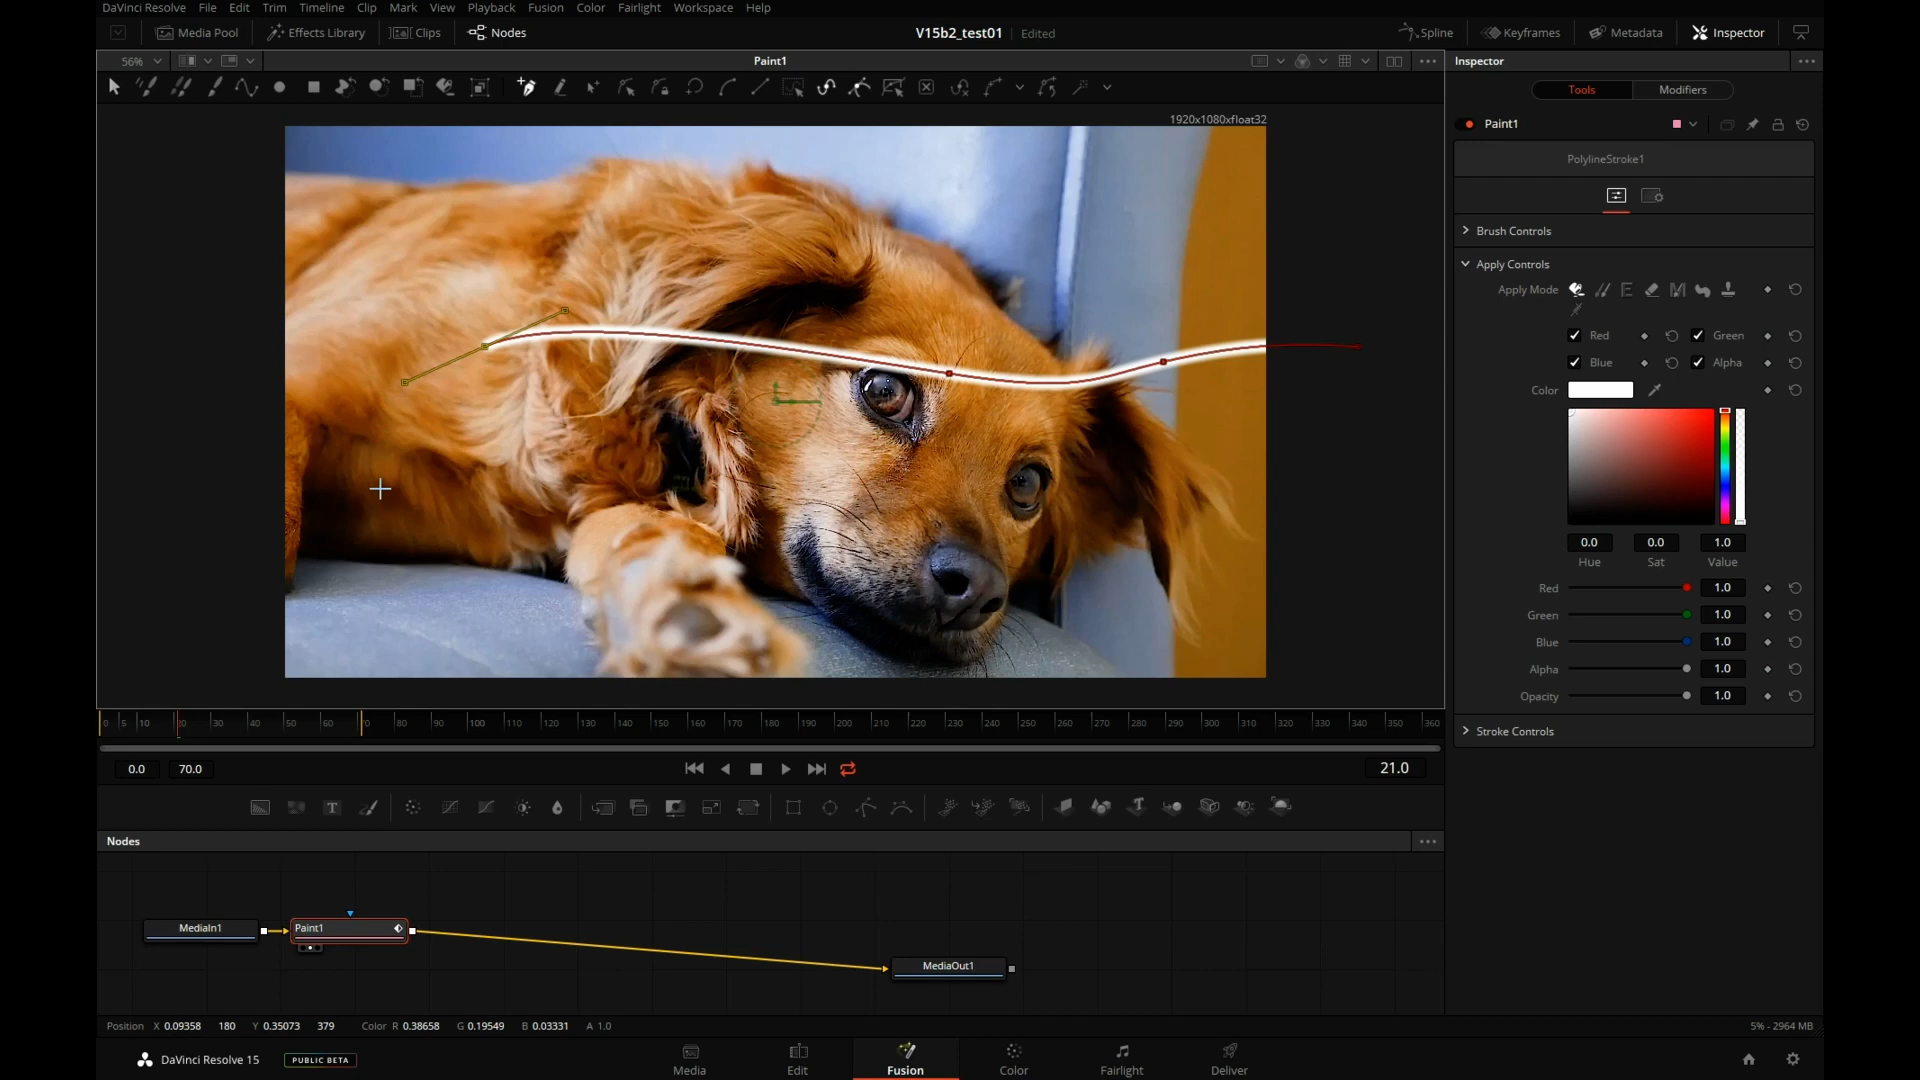 DaVinci Resolve File Edit Trim Timeline Clip Mark View Playback Fusion Color Fairlight Workspace Help
Media Pool Effects Library Clips Nodes V15b2_test01 Edited Spline Keyframes Metadata Inspector
56% Paint1 Inspector
Tools Modifiers
1920x1080xfloat32
Paint1
PolylineStroke1
Brush Controls
Apply Controls
Apply Mode
Red Green
Blue Alpha
Color
0.0 0.0 1.0
Hue Sat Value
Red 1.0
Green 1.0
Blue 1.0
Alpha 1.0
Opacity 1.0
Stroke Controls
0 5 10 20 30 40 50 60 70 80 90 100 110 120 130 140 150 160 170 180 190 200 210 220 230 240 250 260 270 280 290 300 310 320 330 340 350 360
0.0 70.0 21.0
T
Nodes
MediaIn1 Paint1
MediaOut1
Position X 0.09358 180 Y 0.35073 379 Color R 0.38658 G 0.19549 B 0.03331 A 1.0 5% - 2964 MB
DaVinci Resolve 15 PUBLIC BETA Media Edit Fusion Color Fairlight Deliver